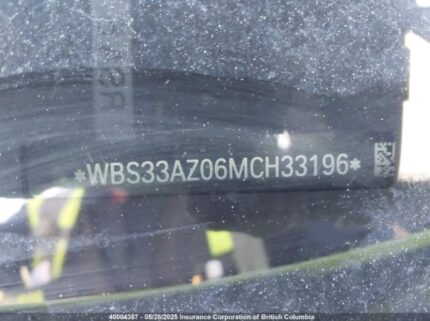 *WBS33AZ06MCH33196*
40004387 - 05/28/2025 Insurance Corporation of British Columbia